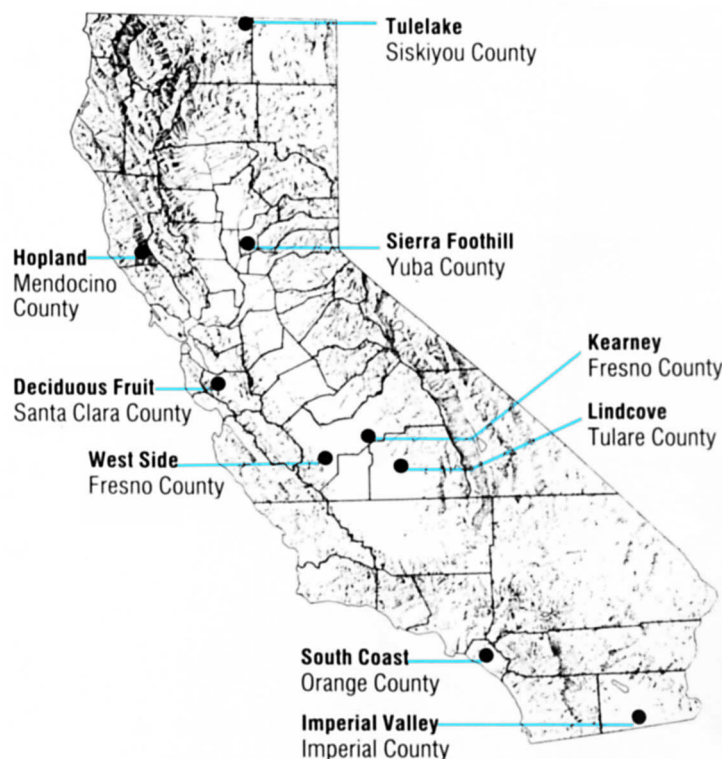 Tulelake
Siskiyou County
Sierra Foothill
Yuba County
Hopland
Mendocino
County
Kearney
Fresno County
Deciduous Fruit
Santa Clara County
Lindcove
Tulare County
West Side
Fresno County
South Coast
Orange County
Imperial Valley
Imperial County